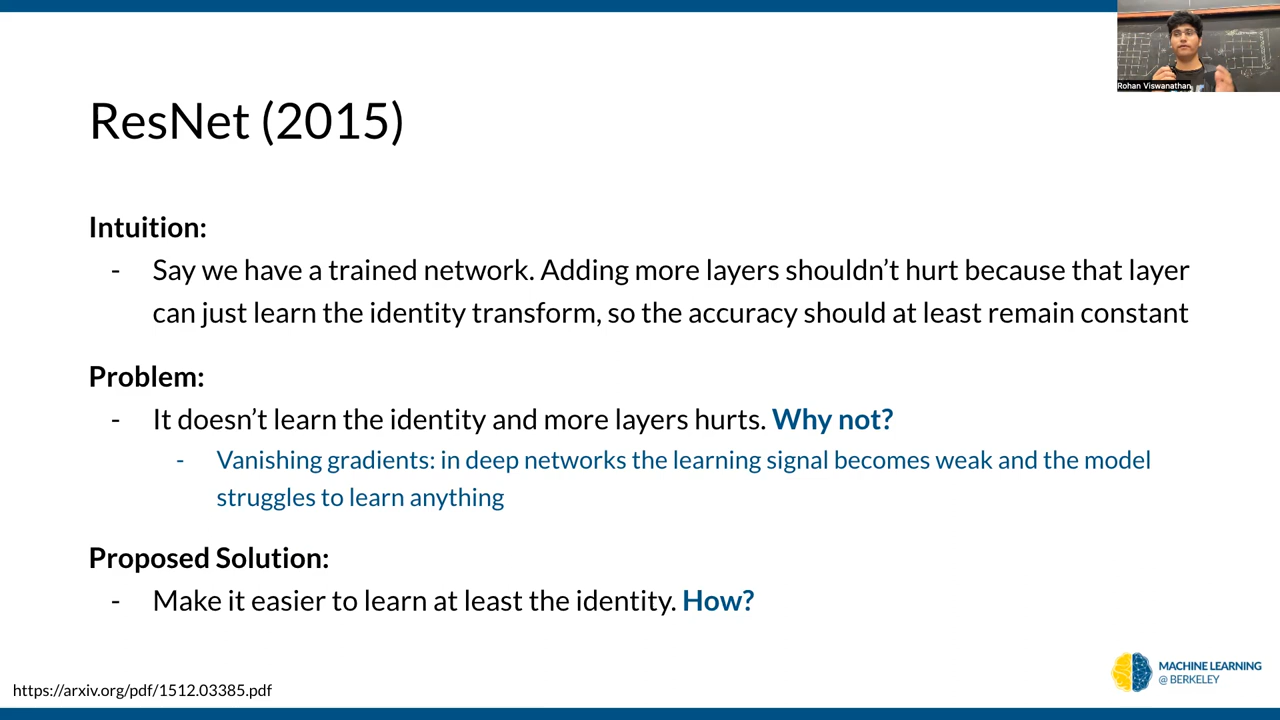 Rohan Viswanathan
ResNet (2015)
Intuition:
- Say we have a trained network. Adding more layers shouldn’t hurt because that layer
can just learn the identity transform, so the accuracy should at least remain constant
Problem:
- It doesn’t learn the identity and more layers hurts. Why not?
- Vanishing gradients: in deep networks the learning signal becomes weak and the model
struggles to learn anything
Proposed Solution:
- Make it easier to learn at least the identity. How?
https://arxiv.org/pdf/1512.03385.pdf
MACHINE LEARNING
@ BERKELEY